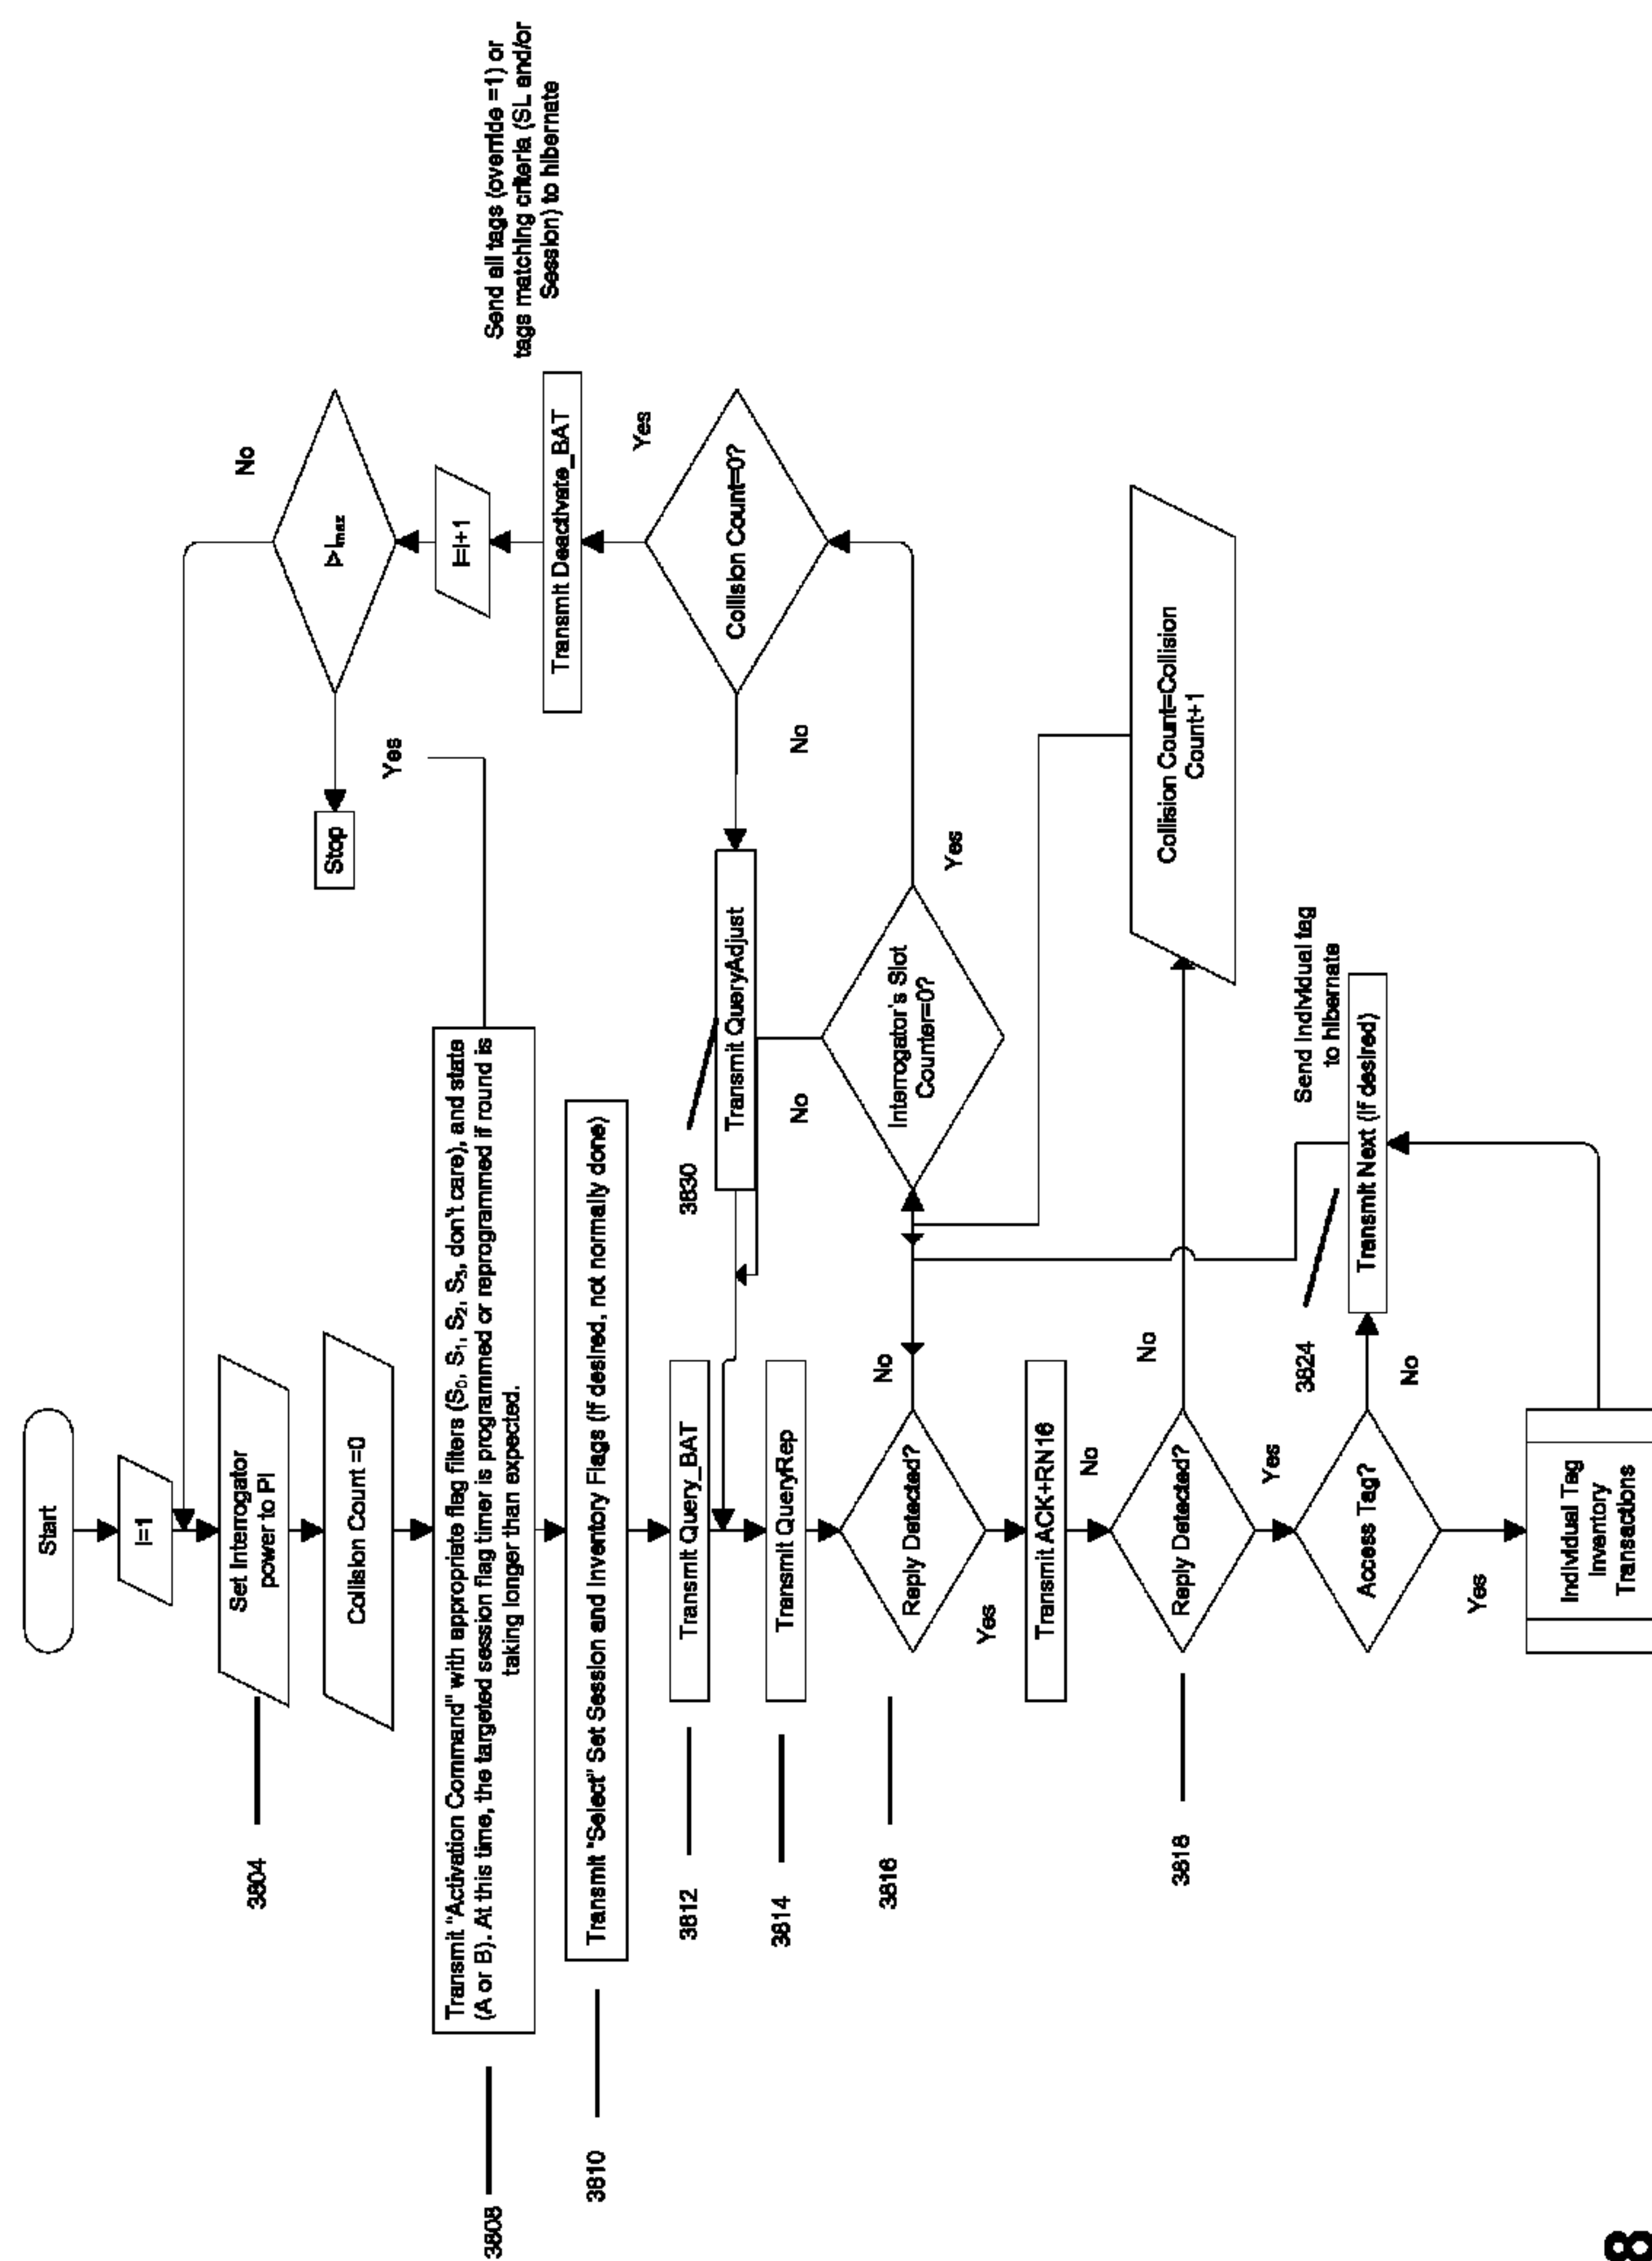 Start
I=1
Set Interrogator
power to PI
3804
Collision Count =0
Transmit "Activation Command" with appropriate flag filters (S0, S1, S2, S3, don't care), and state
(A or B). At this time, the targeted session flag timer is programmed or reprogrammed if round is
taking longer than expected.
3808
Transmit "Select" Set Session and Inventory Flags (If desired, not normally done)
3810
Transmit Query_BAT
3812
Transmit QueryRep
3814
Reply Detected?
3816
No
Yes
Transmit ACK+RN16
No
Reply Detected?
3818
No
Yes
Access Tag?
No
Yes
Individual Tag
Inventory
Transactions
Transmit Next (If desired)
3824
Send Individual tag
to hibernate
Collision Count=Collision
Count+1
Interrogator's Slot
Counter=0?
No
Yes
Transmit QueryAdjust
3830
Collision Count=0?
No
Yes
Transmit Deactivate_BAT
Send all tags (override =1) or
tags matching criteria (SL and/or
Session) to hibernate
I=I+1
I>Imax
No
Yes
Stop
8